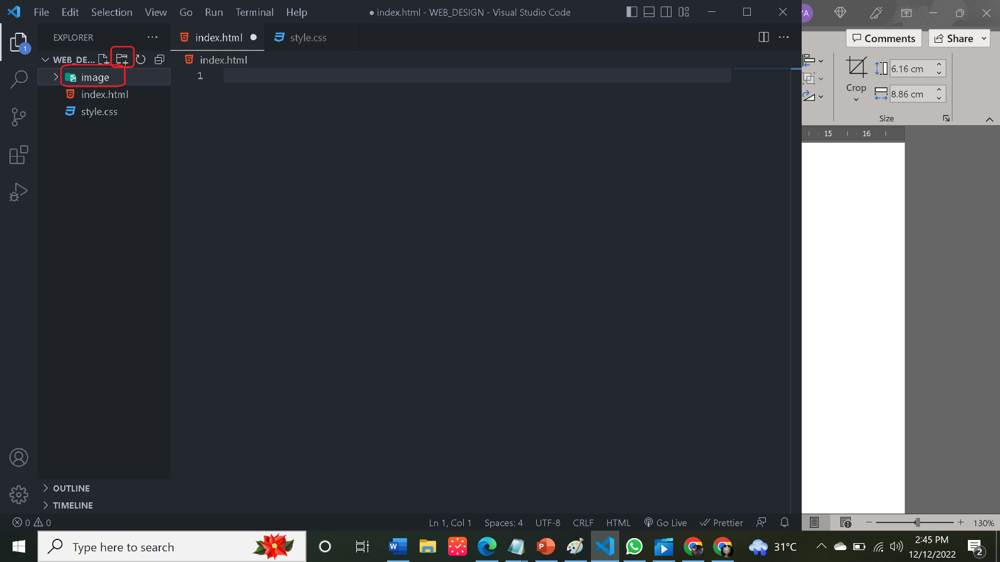 File Edit Selection View Go Run Terminal Help
● index.html - WEB_DESIGN - Visual Studio Code
Comments
Share
EXPLORER
index.html
style.css
1
WEB_DE...
index.html
image
index.html
style.css
1
6.16 cm
Crop
8.86 cm
Size
15 16
OUTLINE
TIMELINE
0 0
Ln 1, Col 1 Spaces: 4 UTF-8 CRLF HTML Go Live Prettier
130%
Type here to search
31°C
2:45 PM
12/12/2022
2